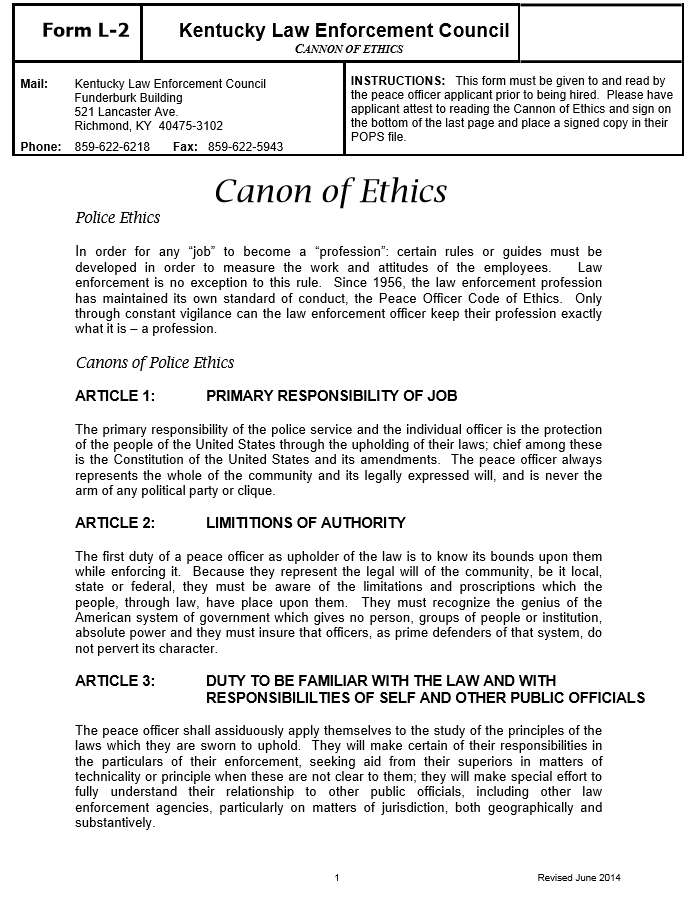 Form L-2
Kentucky Law Enforcement Council
CANNON OF ETHICS
Mail: Kentucky Law Enforcement Council
Funderburk Building
521 Lancaster Ave.
Richmond, KY 40475-3102
Phone: 859-622-6218 Fax: 859-622-5943
INSTRUCTIONS: This form must be given to and read by
the peace officer applicant prior to being hired. Please have
applicant attest to reading the Cannon of Ethics and sign on
the bottom of the last page and place a signed copy in their
POPS file.
Canon of Ethics
Police Ethics
In order for any “job” to become a “profession”: certain rules or guides must be
developed in order to measure the work and attitudes of the employees. Law
enforcement is no exception to this rule. Since 1956, the law enforcement profession
has maintained its own standard of conduct, the Peace Officer Code of Ethics. Only
through constant vigilance can the law enforcement officer keep their profession exactly
what it is – a profession.
Canons of Police Ethics
ARTICLE 1: PRIMARY RESPONSIBILITY OF JOB
The primary responsibility of the police service and the individual officer is the protection
of the people of the United States through the upholding of their laws; chief among these
is the Constitution of the United States and its amendments. The peace officer always
represents the whole of the community and its legally expressed will, and is never the
arm of any political party or clique.
ARTICLE 2: LIMITITIONS OF AUTHORITY
The first duty of a peace officer as upholder of the law is to know its bounds upon them
while enforcing it. Because they represent the legal will of the community, be it local,
state or federal, they must be aware of the limitations and proscriptions which the
people, through law, have place upon them. They must recognize the genius of the
American system of government which gives no person, groups of people or institution,
absolute power and they must insure that officers, as prime defenders of that system, do
not pervert its character.
ARTICLE 3: DUTY TO BE FAMILIAR WITH THE LAW AND WITH
RESPONSIBILILTIES OF SELF AND OTHER PUBLIC OFFICIALS
The peace officer shall assiduously apply themselves to the study of the principles of the
laws which they are sworn to uphold. They will make certain of their responsibilities in
the particulars of their enforcement, seeking aid from their superiors in matters of
technicality or principle when these are not clear to them; they will make special effort to
fully understand their relationship to other public officials, including other law
enforcement agencies, particularly on matters of jurisdiction, both geographically and
substantively.
1 Revised June 2014